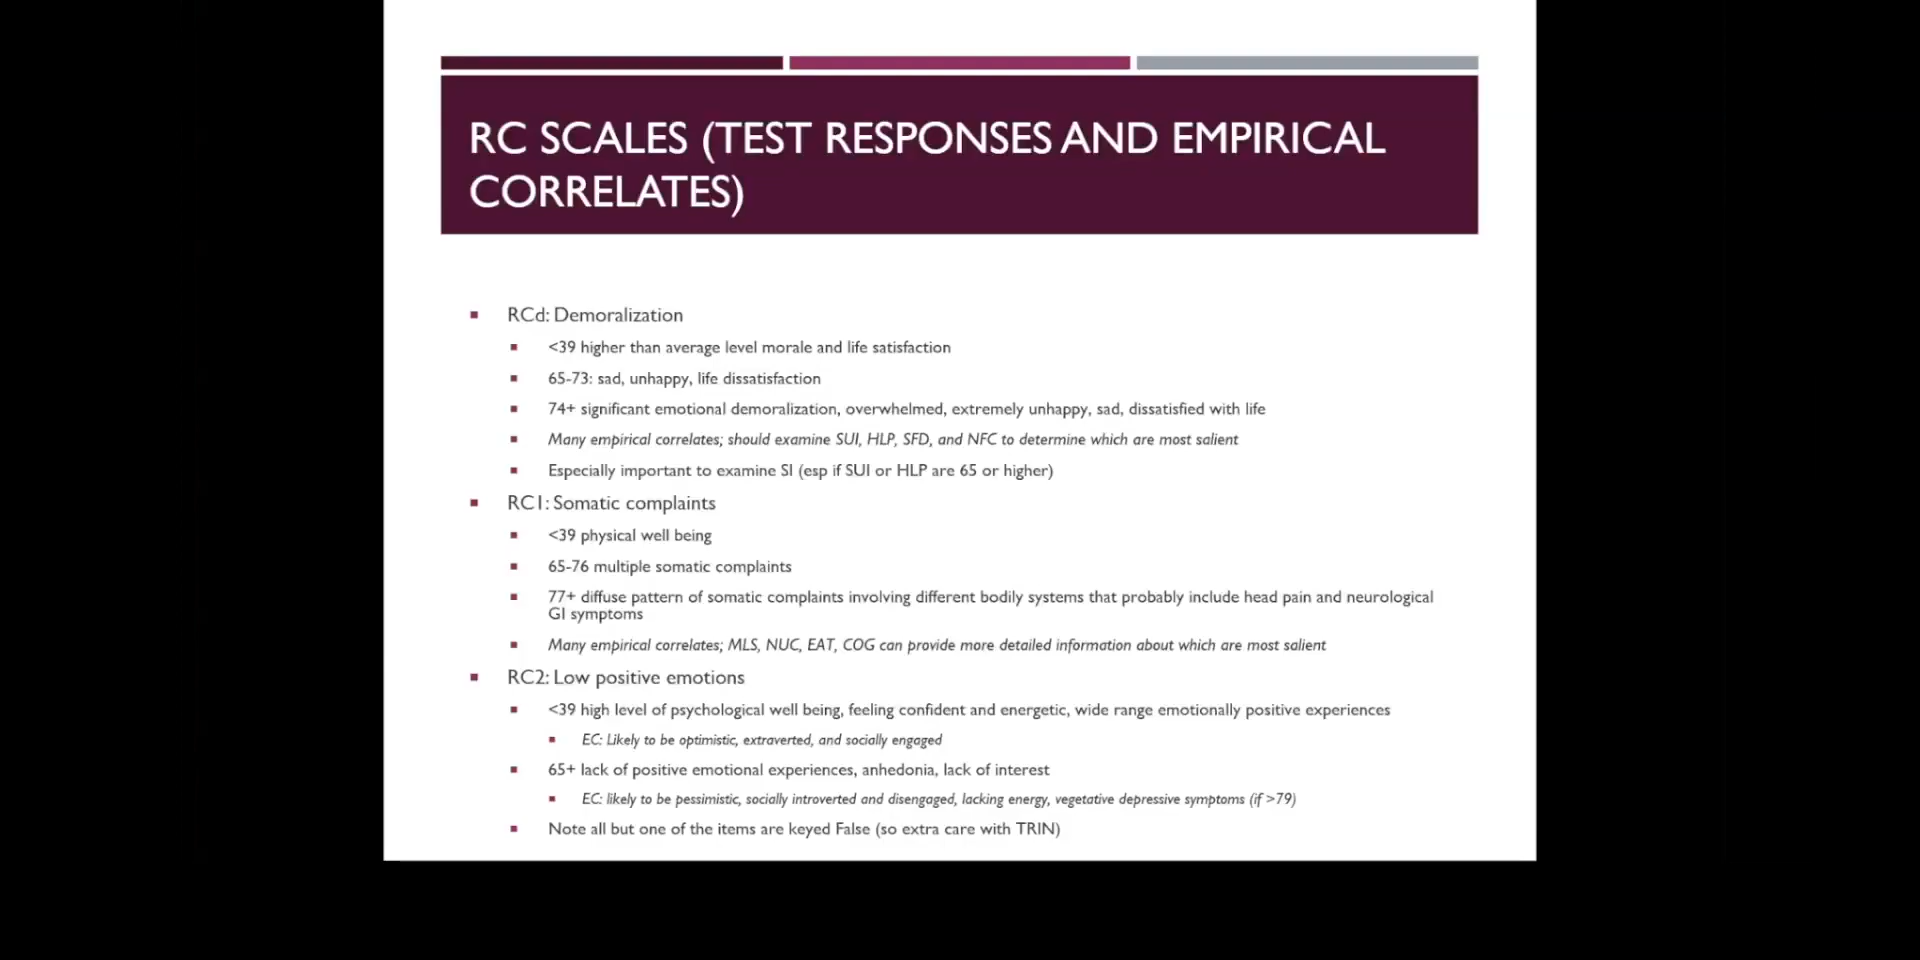 RC SCALES (TEST RESPONSES AND EMPIRICAL
CORRELATES)
RCd: Demoralization
<39 higher than average level morale and life satisfaction
65-73: sad, unhappy, life dissatisfaction
74+ significant emotional demoralization, overwhelmed, extremely unhappy, sad, dissatisfied with life
Many empirical correlates; should examine SUI, HLP, SFD, and NFC to determine which are most salient
Especially important to examine SI (esp if SUI or HLP are 65 or higher)
RC1: Somatic complaints
<39 physical well being
65-76 multiple somatic complaints
77+ diffuse pattern of somatic complaints involving different bodily systems that probably include head pain and neurological
GI symptoms
Many empirical correlates; MLS, NUC, EAT, COG can provide more detailed information about which are most salient
RC2: Low positive emotions
<39 high level of psychological well being, feeling confident and energetic, wide range emotionally positive experiences
EC: Likely to be optimistic, extraverted, and socially engaged
65+ lack of positive emotional experiences, anhedonia, lack of interest
EC: likely to be pessimistic, socially introverted and disengaged, lacking energy, vegetative depressive symptoms (if >79)
Note all but one of the items are keyed False (so extra care with TRIN)